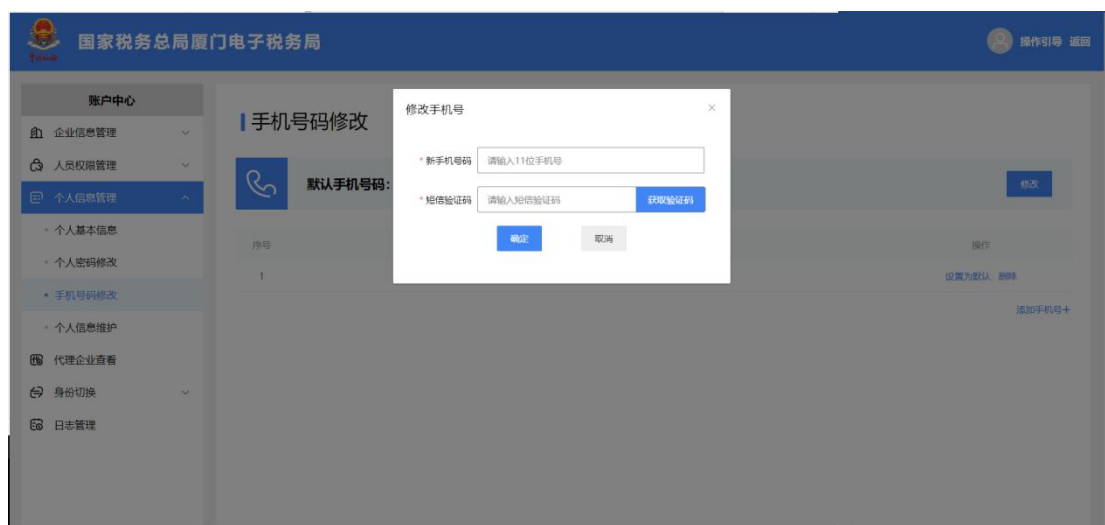 国家税务总局厦门电子税务局
操作引导 返回
账户中心
企业信息管理
人员权限管理
个人信息管理
个人基本信息
个人密码修改
手机号码修改
个人信息维护
代理企业查看
身份切换
日志管理
手机号码修改
默认手机号码:
修改
序号
操作
1
设置为默认 删除
添加手机号+
修改手机号
×
* 新手机号码 请输入11位手机号
* 短信验证码 请输入短信验证码 获取验证码
确定 取消